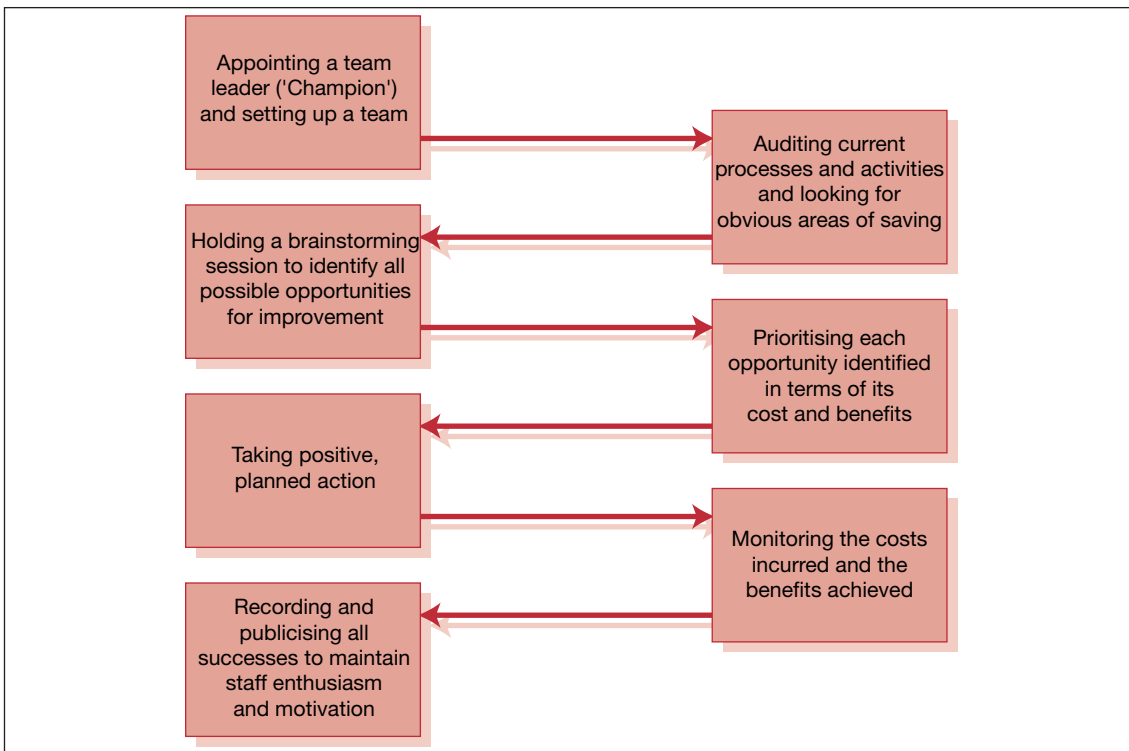 Appointing a team
leader ('Champion')
and setting up a team
Auditing current
processes and activities
and looking for
obvious areas of saving
Holding a brainstorming
session to identify all
possible opportunities
for improvement
Prioritising each
opportunity identified
in terms of its
cost and benefits
Taking positive,
planned action
Monitoring the costs
incurred and the
benefits achieved
Recording and
publicising all
successes to maintain
staff enthusiasm
and motivation